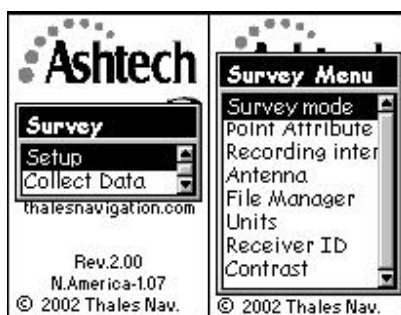 Ashtech
Survey
Setup
Collect Data
thalesnavigation.com
Rev.2.00
N.America-1.07
© 2002 Thales Nav.
Survey Menu
Survey mode
Point Attribute
Recording inter
Antenna
File Manager
Units
Receiver ID
Contrast
© 2002 Thales Nav.